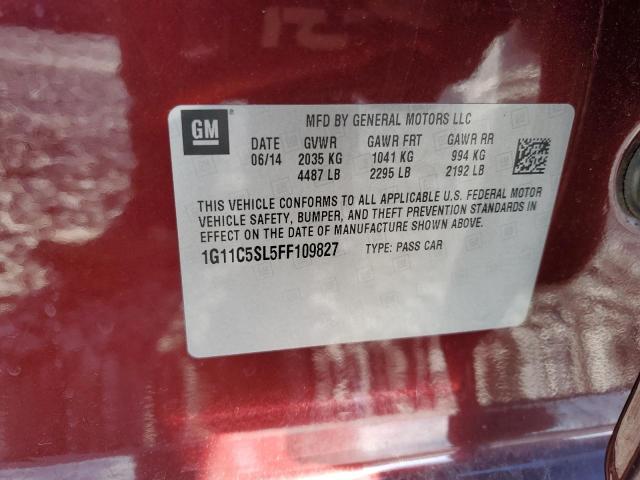 GM
MFD BY GENERAL MOTORS LLC
DATE GVWR GAWR FRT GAWR RR
06/14 2035 KG 1041 KG 994 KG
4487 LB 2295 LB 2192 LB
THIS VEHICLE CONFORMS TO ALL APPLICABLE U.S. FEDERAL MOTOR
VEHICLE SAFETY, BUMPER, AND THEFT PREVENTION STANDARDS IN
EFFECT ON THE DATE OF MANUFACTURE SHOWN ABOVE.
1G11C5SL5FF109827 TYPE: PASS CAR